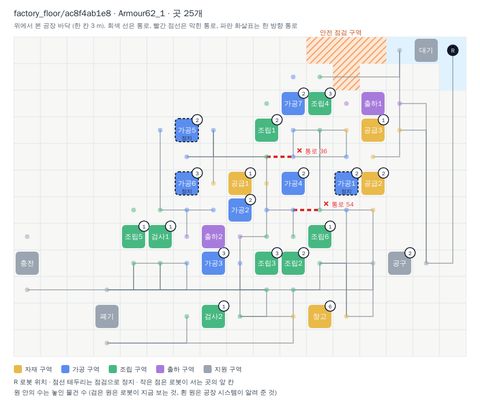 factory_floor/ac8f4ab1e8 · Armour62_1 · 곳 25개
위에서 본 공장 바닥 (한 칸 3 m). 회색 선은 통로, 빨간 점선은 막힌 통로, 파란 화살표는 한 방향 통로
안전 점검 구역
대기
R
가공7 2
조립4 3
출하1
가공5 2
조립1 2
공급3 1
✖ 통로 36
가공6 3
공급1 1
가공4 2
가공1 2
공급2 2
가공2 2
✖ 통로 54
조립5 1
검사1 1
출하2
조립6 1
충전
가공3 3
조립3 3
조립2 2
공구 2
폐기
검사2 1
창고 6
자재 구역
가공 구역
조립 구역
출하 구역
지원 구역
R 로봇 위치 · 점선 테두리는 점검으로 정지 · 작은 점은 로봇이 서는 곳의 앞 칸
원 안의 수는 놓인 물건 수 (검은 원은 로봇이 지금 보는 것, 흰 원은 공장 시스템이 알려 준 것)